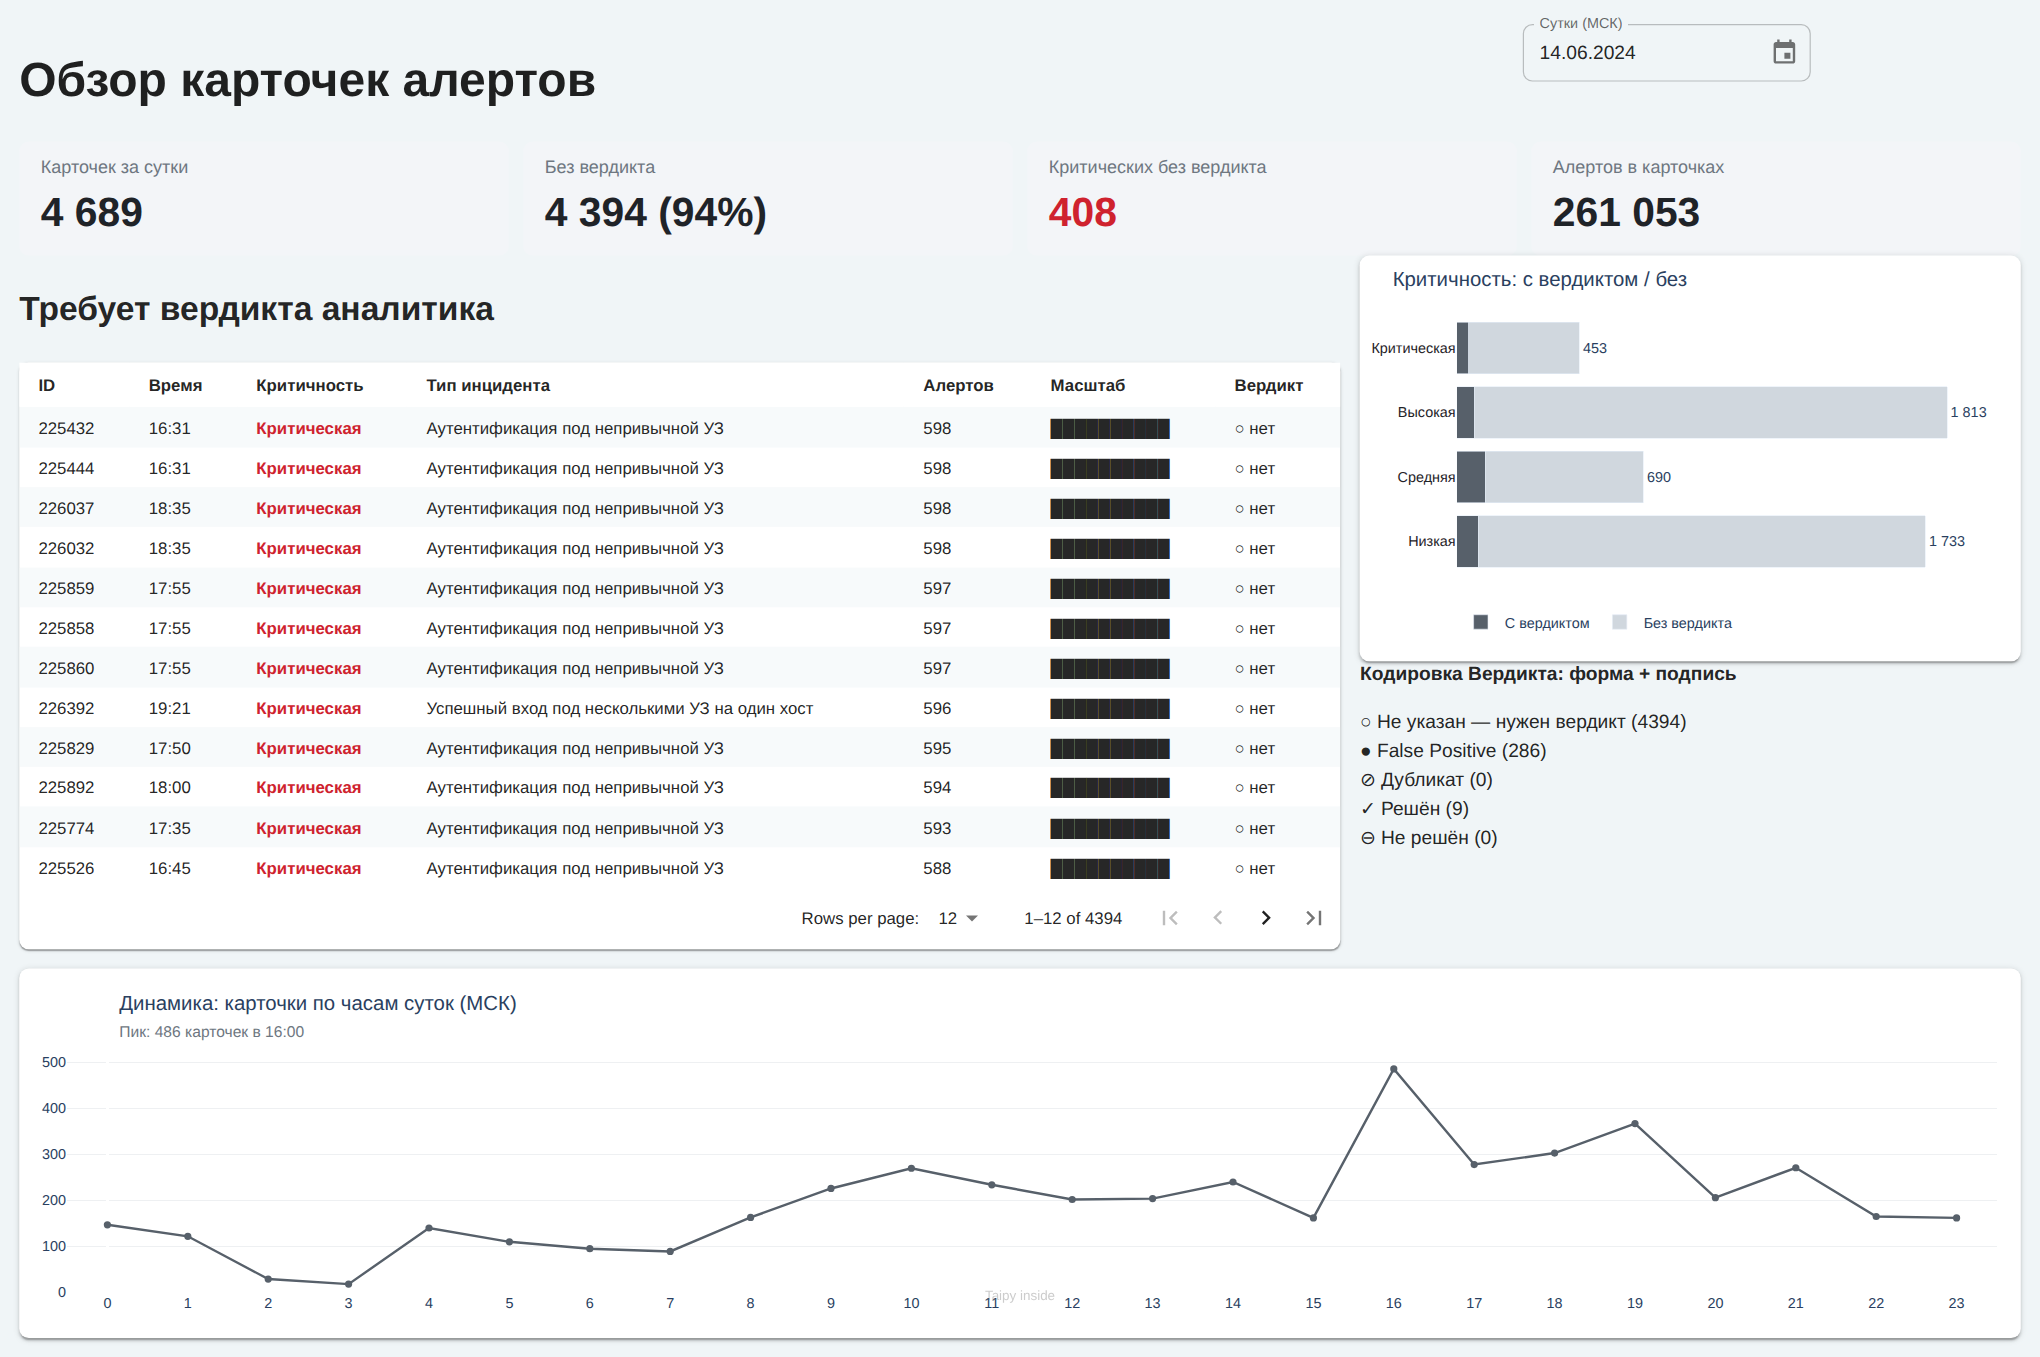 Сутки (МСК)
14.06.2024
Обзор карточек алертов
Карточек за сутки
4 689
Без вердикта
4 394 (94%)
Критических без вердикта
408
Алертов в карточках
261 053
Требует вердикта аналитика
ID Время Критичность Тип инцидента Алертов Масштаб Вердикт
225432 16:31 Критическая Аутентификация под непривычной УЗ 598 ██████████ ○ нет
225444 16:31 Критическая Аутентификация под непривычной УЗ 598 ██████████ ○ нет
226037 18:35 Критическая Аутентификация под непривычной УЗ 598 ██████████ ○ нет
226032 18:35 Критическая Аутентификация под непривычной УЗ 598 ██████████ ○ нет
225859 17:55 Критическая Аутентификация под непривычной УЗ 597 ██████████ ○ нет
225858 17:55 Критическая Аутентификация под непривычной УЗ 597 ██████████ ○ нет
225860 17:55 Критическая Аутентификация под непривычной УЗ 597 ██████████ ○ нет
226392 19:21 Критическая Успешный вход под несколькими УЗ на один хост 596 ██████████ ○ нет
225829 17:50 Критическая Аутентификация под непривычной УЗ 595 ██████████ ○ нет
225892 18:00 Критическая Аутентификация под непривычной УЗ 594 ██████████ ○ нет
225774 17:35 Критическая Аутентификация под непривычной УЗ 593 ██████████ ○ нет
225526 16:45 Критическая Аутентификация под непривычной УЗ 588 ██████████ ○ нет
Rows per page: 12 1–12 of 4394
Критичность: с вердиктом / без
Критическая 453
Высокая 1 813
Средняя 690
Низкая 1 733
С вердиктом Без вердикта
Кодировка Вердикта: форма + подпись
○ Не указан — нужен вердикт (4394)
● False Positive (286)
⊘ Дубликат (0)
✓ Решён (9)
⊖ Не решён (0)
Динамика: карточки по часам суток (МСК)
Пик: 486 карточек в 16:00
500
400
300
200
100
0
0 1 2 3 4 5 6 7 8 9 10 11 12 13 14 15 16 17 18 19 20 21 22 23
Taipy inside